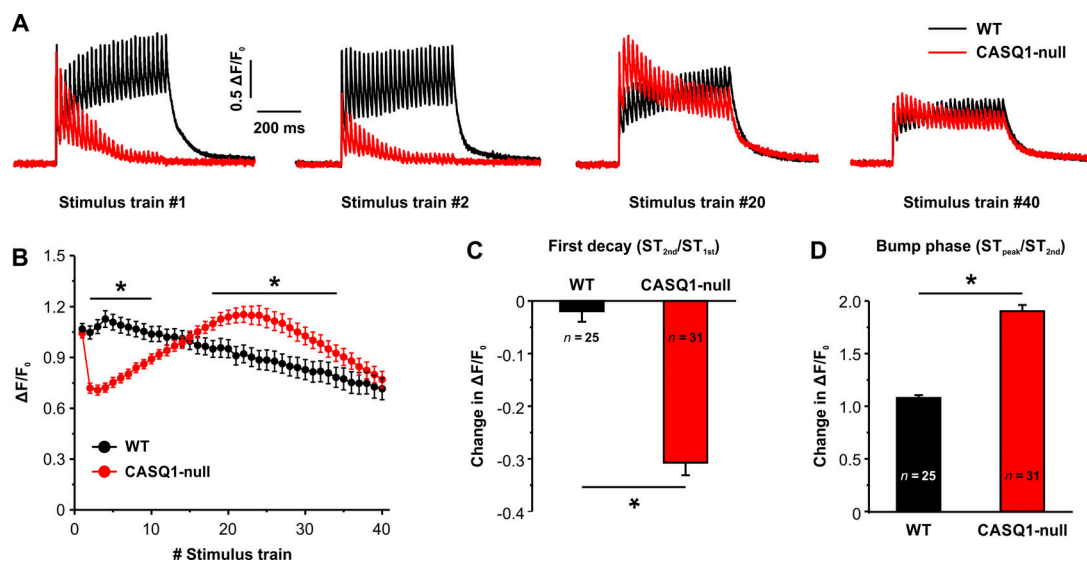 A
WT
CASQ1-null
0.5 ΔF/F₀
200 ms
Stimulus train #1
Stimulus train #2
Stimulus train #20
Stimulus train #40
B
1.5
1.2
0.9
0.6
0.3
0
ΔF/F₀
*
*
WT
CASQ1-null
0
10
20
30
40
# Stimulus train
C
First decay (ST2nd/ST1st)
WT
CASQ1-null
0
-0.1
-0.2
-0.3
-0.4
Change in ΔF/F₀
n = 25
n = 31
*
D
Bump phase (STpeak/ST2nd)
*
2.0
1.5
1.0
0.5
0
Change in ΔF/F₀
n = 25
n = 31
WT
CASQ1-null